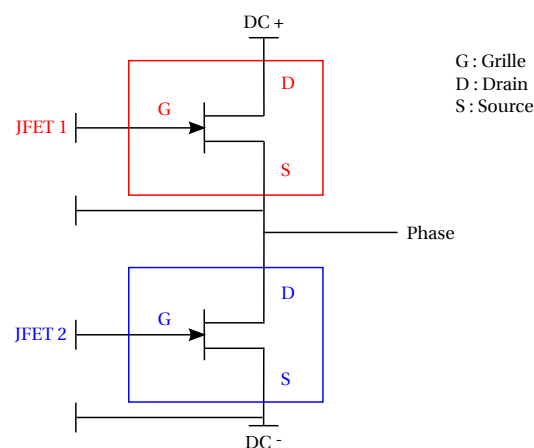 DC +
G : Grille
D : Drain
S : Source
D
G
JFET 1
S
Phase
D
G
JFET 2
S
DC -